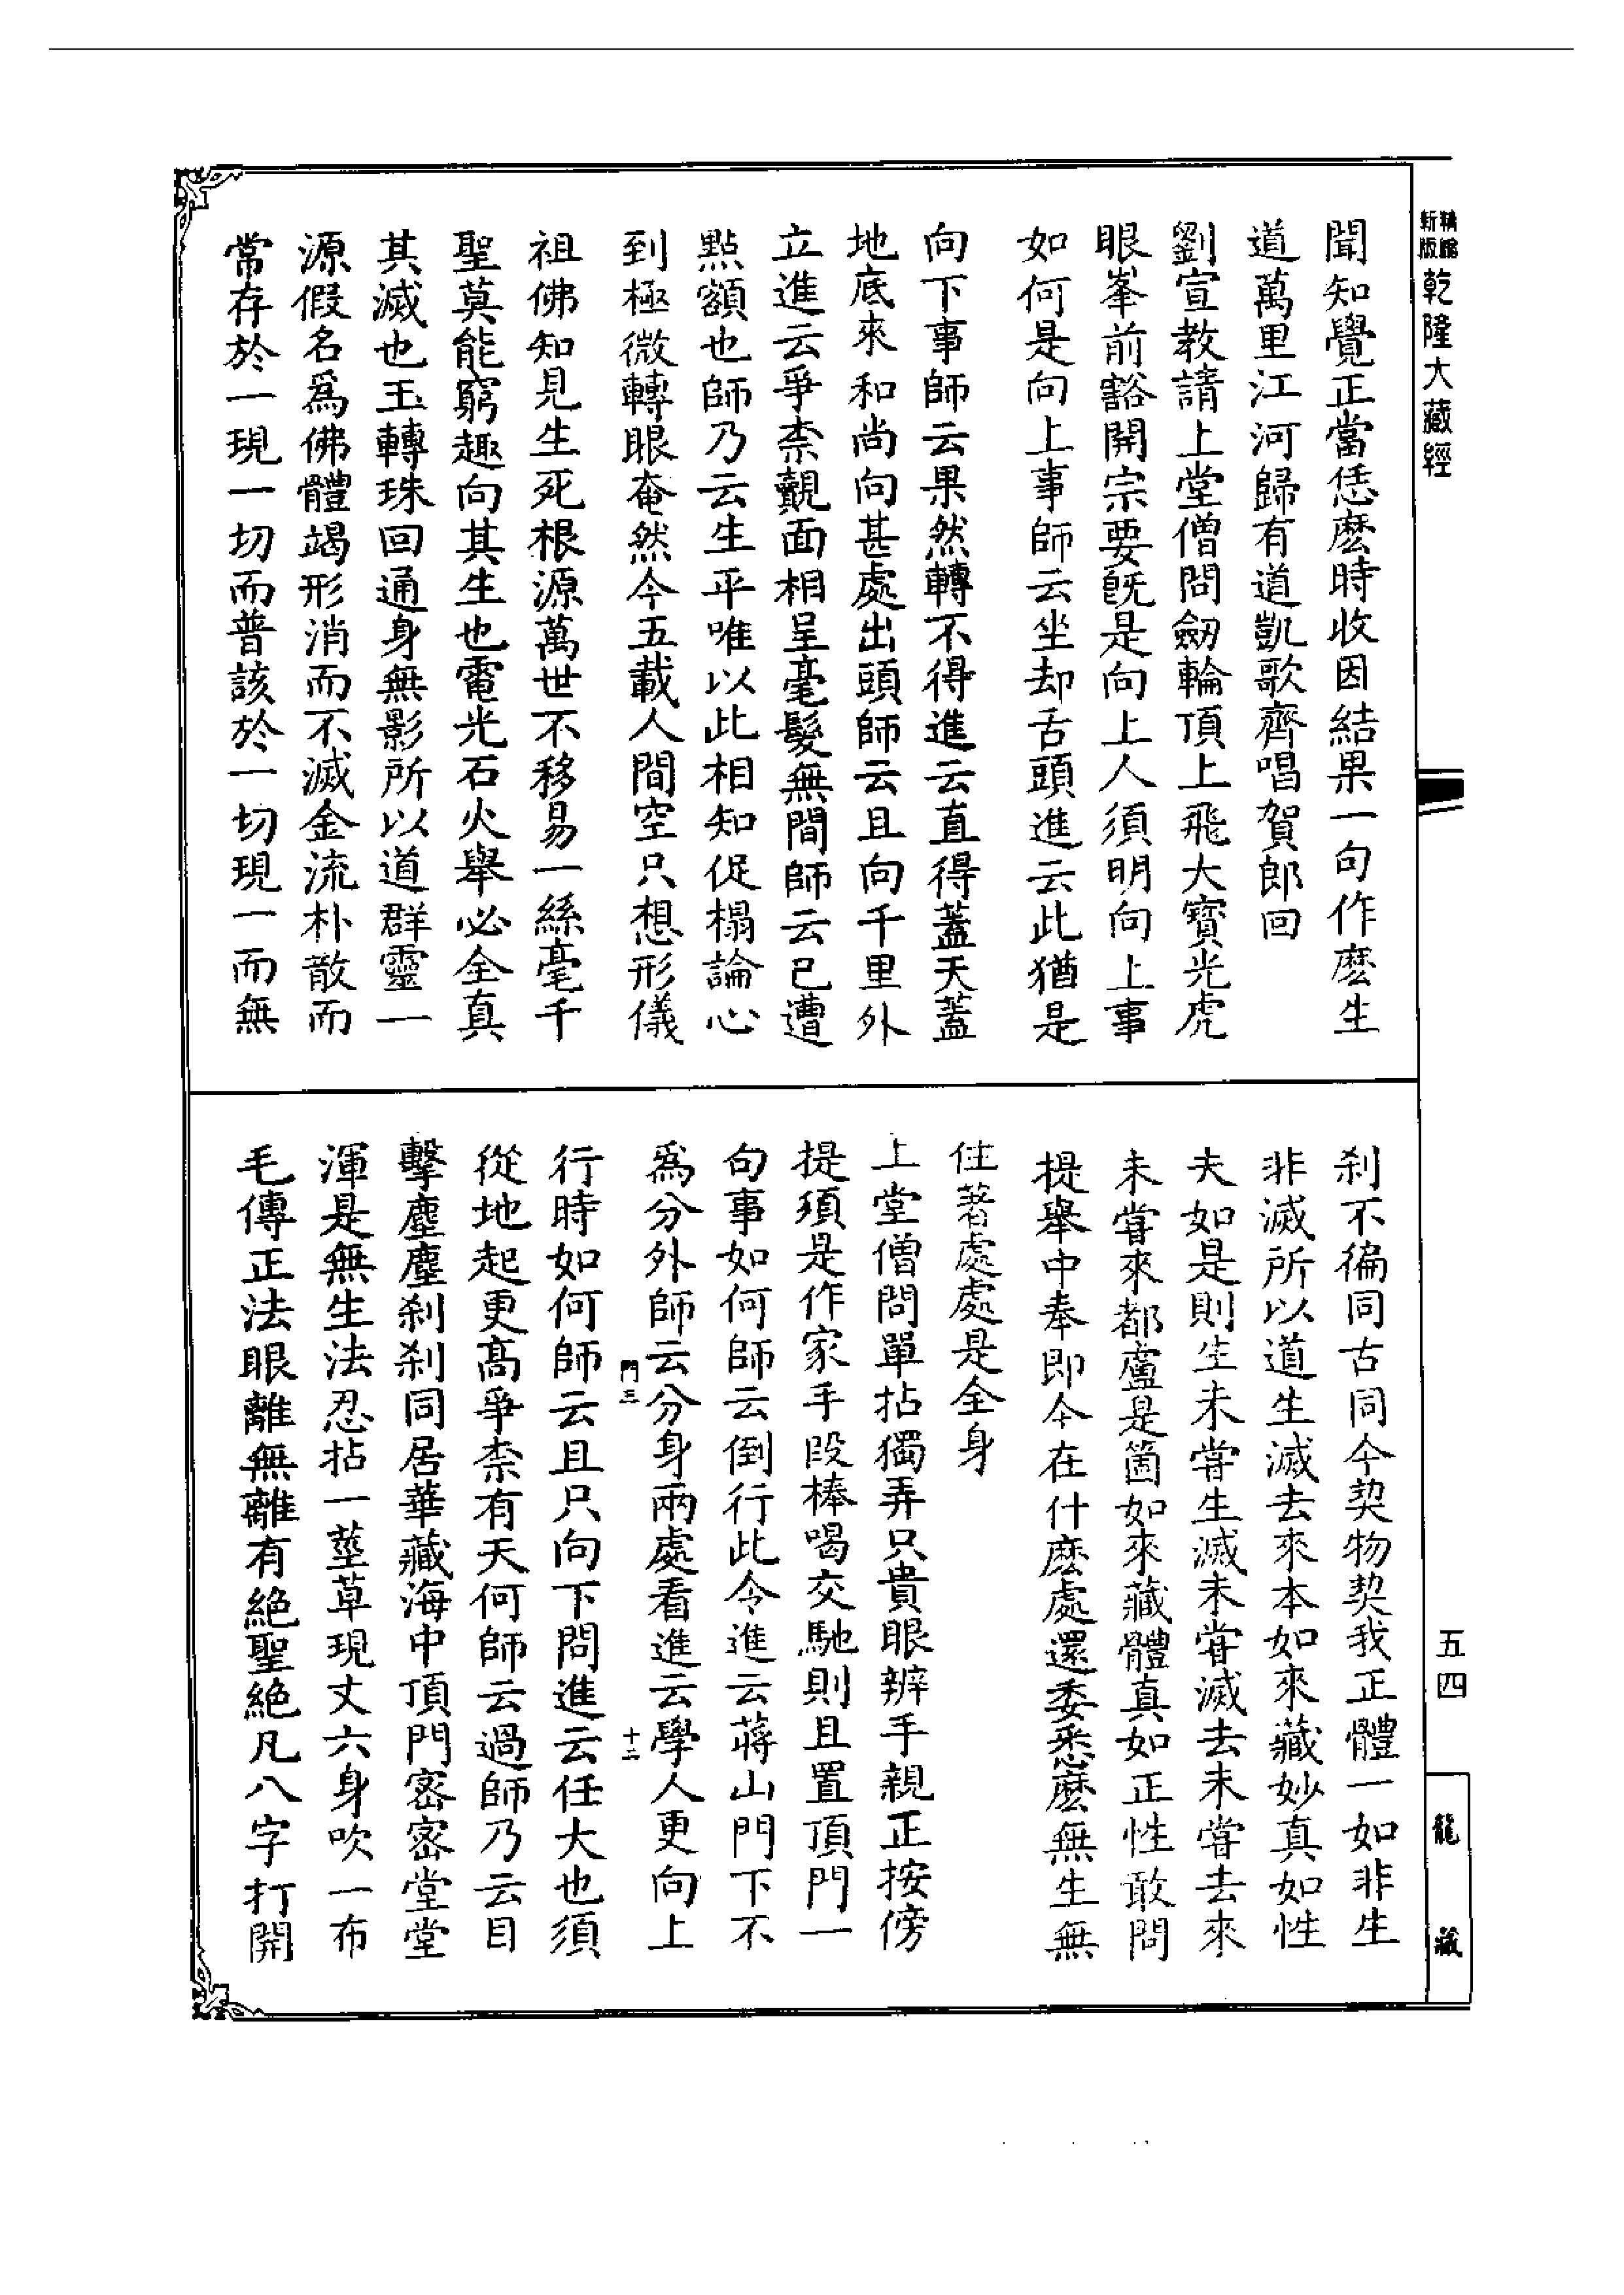 新版
精縮
乾隆大藏經
聞知覺正當恁麽時收因結果一句作麽生
道萬里江河歸有道凱歌齊唱賀郎回
劉宣教請上堂僧問劒輪頂上飛大寶光虎
眼峯前豁開宗要旣是向上人須明向上事
如何是向上事師云坐却舌頭進云此猶是
向下事師云果然轉不得進云直得蓋天蓋
地底來和尚向甚處出頭師云且向千里外
立進云爭柰覿面相呈毫髮無間師云已遭
點額也師乃云生平唯以此相知促榻論心
到極微轉眼奄然今五載人間空只想形儀
祖佛知見生死根源萬世不移易一絲毫千
聖莫能窮趣向其生也電光石火舉必全真
其滅也玉轉珠回通身無影所以道群靈一
源假名爲佛體竭形消而不滅金流朴散而
常存於一現一切而普該於一切現一而無
刹不徧同古同今契物契我正體一如非生
非滅所以道生滅去來本如來藏妙真如性
夫如是則生未甞生滅未甞滅去未甞去來
未甞來都盧是箇如來藏體真如正性敢問
提舉中奉即今在什麽處還委悉麽無生無
住著處處是全身
上堂僧問單拈獨弄只貴眼辨手親正按傍
提須是作家手段棒喝交馳則且置頂門一
句事如何師云倒行此令進云蔣山門下不
爲分外師云分身兩處看進云學人更向上
門三
十二
行時如何師云且只向下問進云任大也須
從地起更高爭柰有天何師云過師乃云目
擊塵塵刹刹同居華藏海中頂門密密堂堂
渾是無生法忍拈一莖草現丈六身吹一布
毛傳正法眼離無離有絕聖絕凡八字打開
五四
龍藏